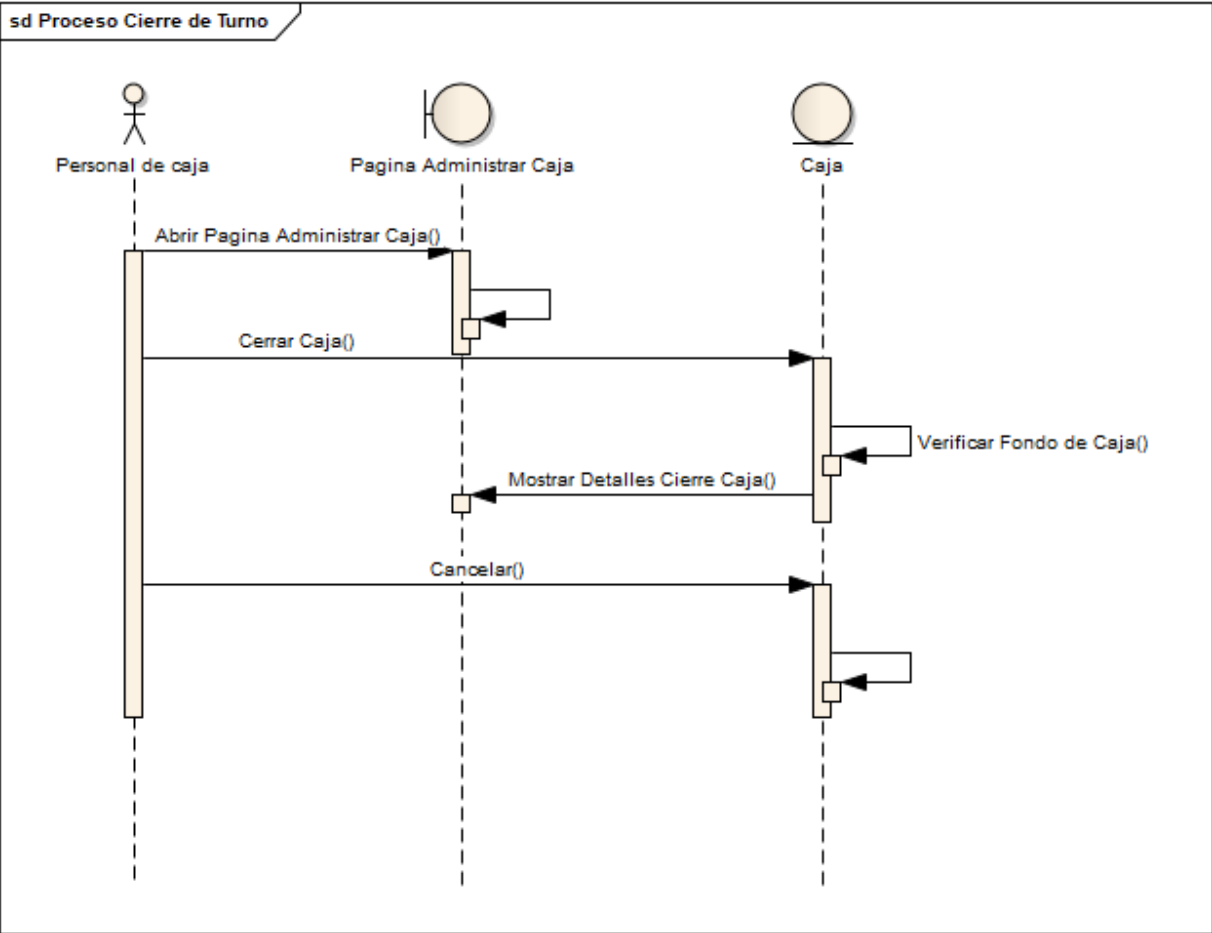 sd Proceso Cierre de Turno
Personal de caja
Pagina Administrar Caja
Caja
Abrir Pagina Administrar Caja()
Cerrar Caja()
Verificar Fondo de Caja()
Mostrar Detalles Cierre Caja()
Cancelar()